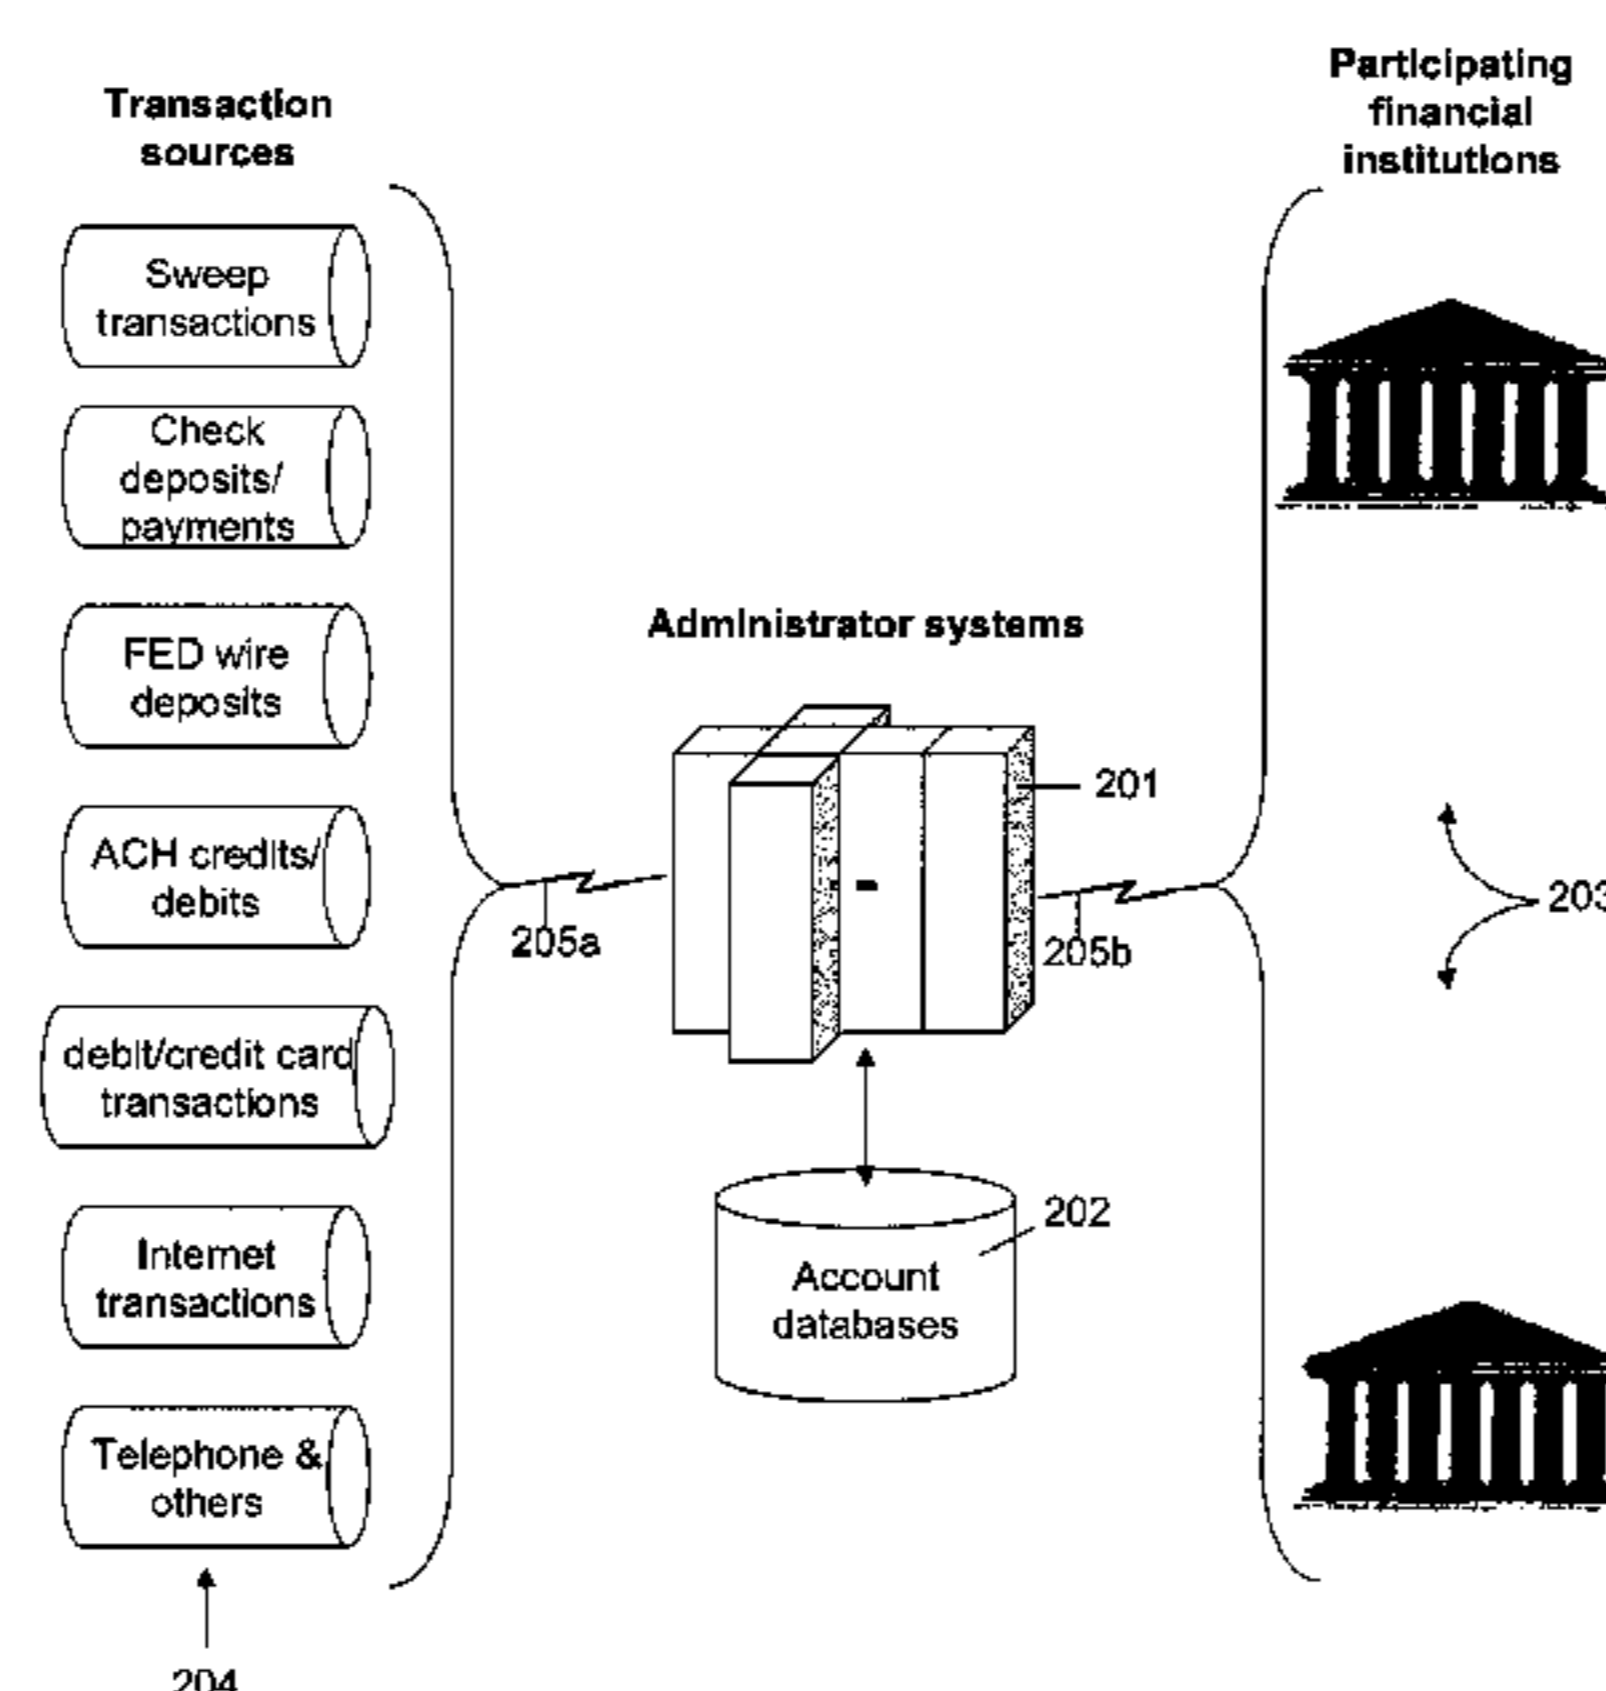 Transaction
sources
Participating
financial
institutions
Sweep
transactions
Check
deposits/
payments
FED wire
deposits
ACH credits/
debits
debit/credit card
transactions
Internet
transactions
Telephone &
others
204
205a
Administrator systems
201
205b
Account
databases
202
203